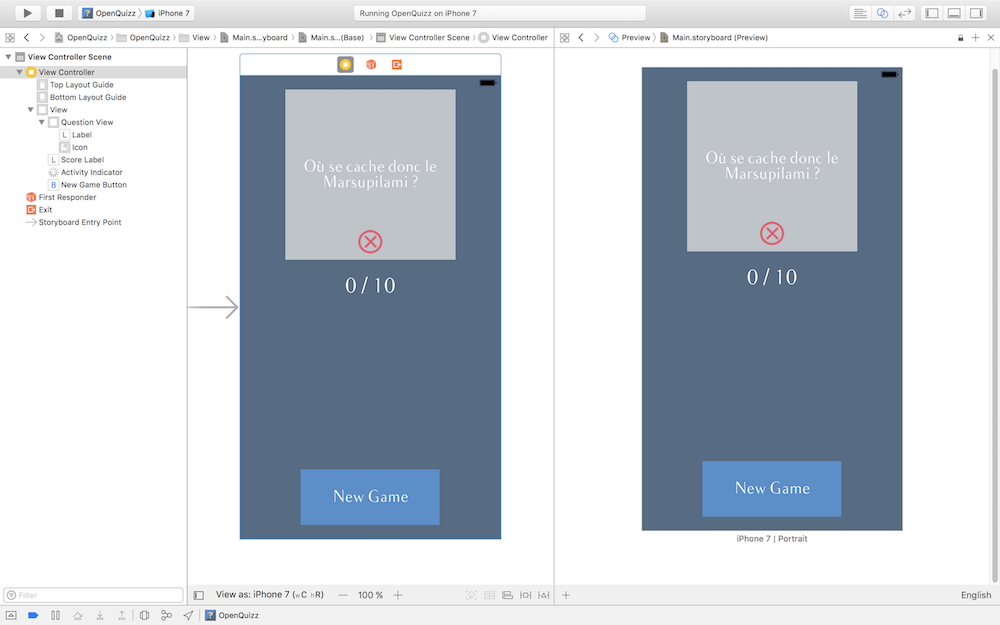 OpenQuizz iPhone 7
Running OpenQuizz on iPhone 7
OpenQuizz OpenQuizz View Main.s...yboard Main.s...(Base) View Controller Scene View Controller
Preview Main.storyboard (Preview)
View Controller Scene
View Controller
Top Layout Guide
Bottom Layout Guide
View
Question View
L Label
Icon
L Score Label
Activity Indicator
B New Game Button
First Responder
Exit
Storyboard Entry Point
Où se cache donc le
Marsupilami ?
0 / 10
New Game
Où se cache donc le
Marsupilami ?
0 / 10
New Game
iPhone 7 | Portrait
Filter
View as: iPhone 7 (wC hR)
100 %
English
OpenQuizz